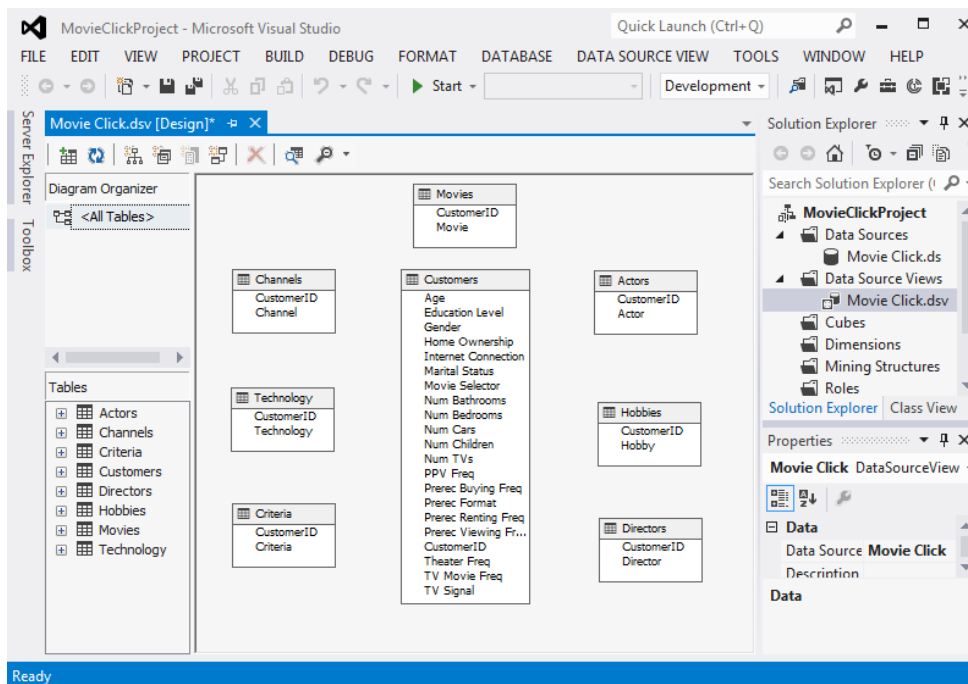 MovieClickProject - Microsoft Visual Studio
Quick Launch (Ctrl+Q)
FILE EDIT VIEW PROJECT BUILD DEBUG FORMAT DATABASE DATA SOURCE VIEW TOOLS WINDOW HELP
Start
Development
Server Explorer
Toolbox
Movie Click.dsv [Design]*
Diagram Organizer
<All Tables>
Tables
Actors
Channels
Criteria
Customers
Directors
Hobbies
Movies
Technology
Movies
CustomerID
Movie
Channels
CustomerID
Channel
Technology
CustomerID
Technology
Criteria
CustomerID
Criteria
Customers
Age
Education Level
Gender
Home Ownership
Internet Connection
Marital Status
Movie Selector
Num Bathrooms
Num Bedrooms
Num Cars
Num Children
Num TVs
PPV Freq
Prerec Buying Freq
Prerec Format
Prerec Renting Freq
Prerec Viewing Fr...
CustomerID
Theater Freq
TV Movie Freq
TV Signal
Actors
CustomerID
Actor
Hobbies
CustomerID
Hobby
Directors
CustomerID
Director
Solution Explorer
Search Solution Explorer (
MovieClickProject
Data Sources
Movie Click.ds
Data Source Views
Movie Click.dsv
Cubes
Dimensions
Mining Structures
Roles
Solution Explorer Class View
Properties
Movie Click DataSourceView
Data
Data Source Movie Click
Description
Data
Ready